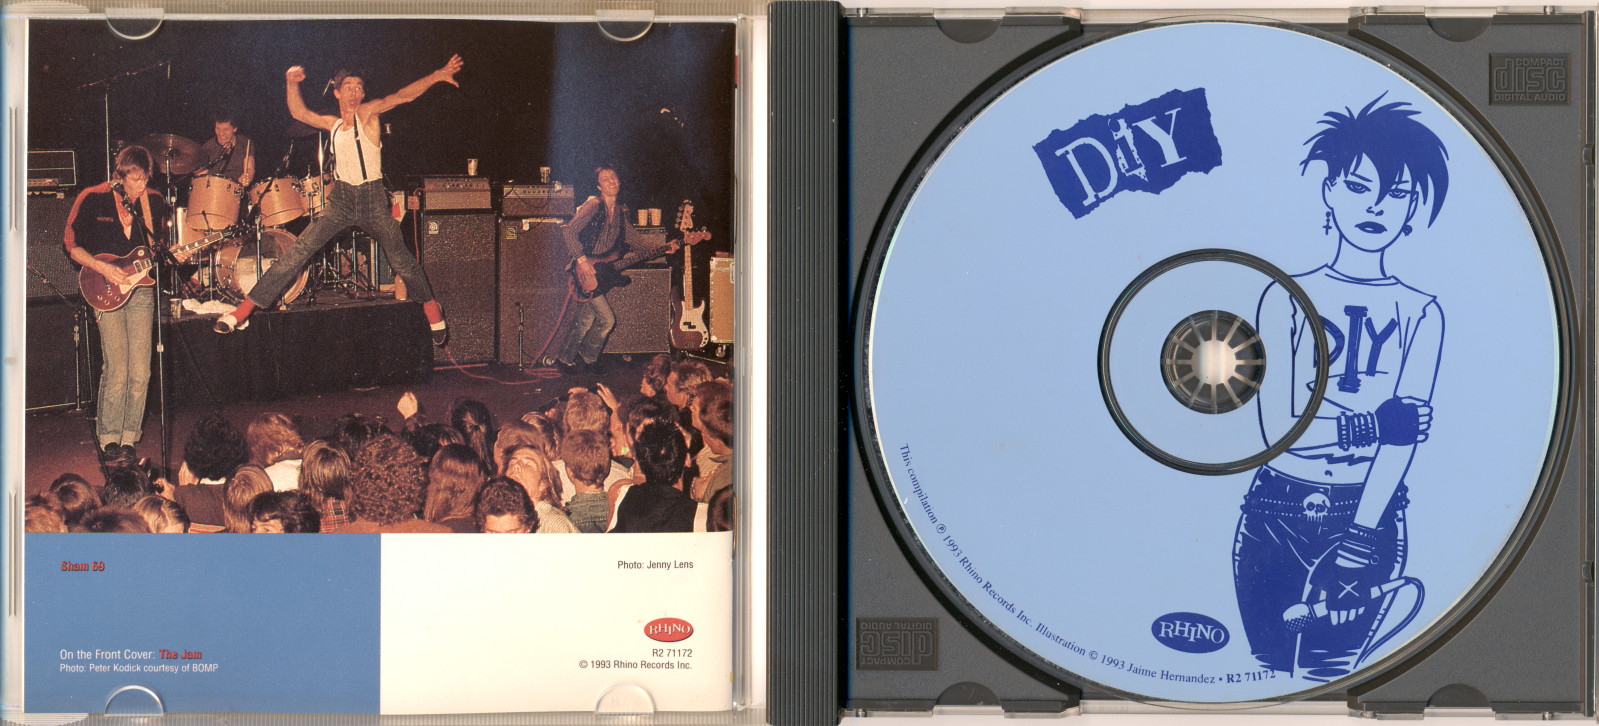 Sham 69
Photo: Jenny Lens
On the Front Cover: The Jam
Photo: Peter Kodick courtesy of BOMP
RHINO
R2 71172
© 1993 Rhino Records Inc.
COMPACT
disc
DIGITAL AUDIO
DiY
DIY
RHINO
This compilation ℗ 1993 Rhino Records Inc. Illustration © 1993 Jaime Hernandez • R2 71172
COMPACT
disc
DIGITAL AUDIO